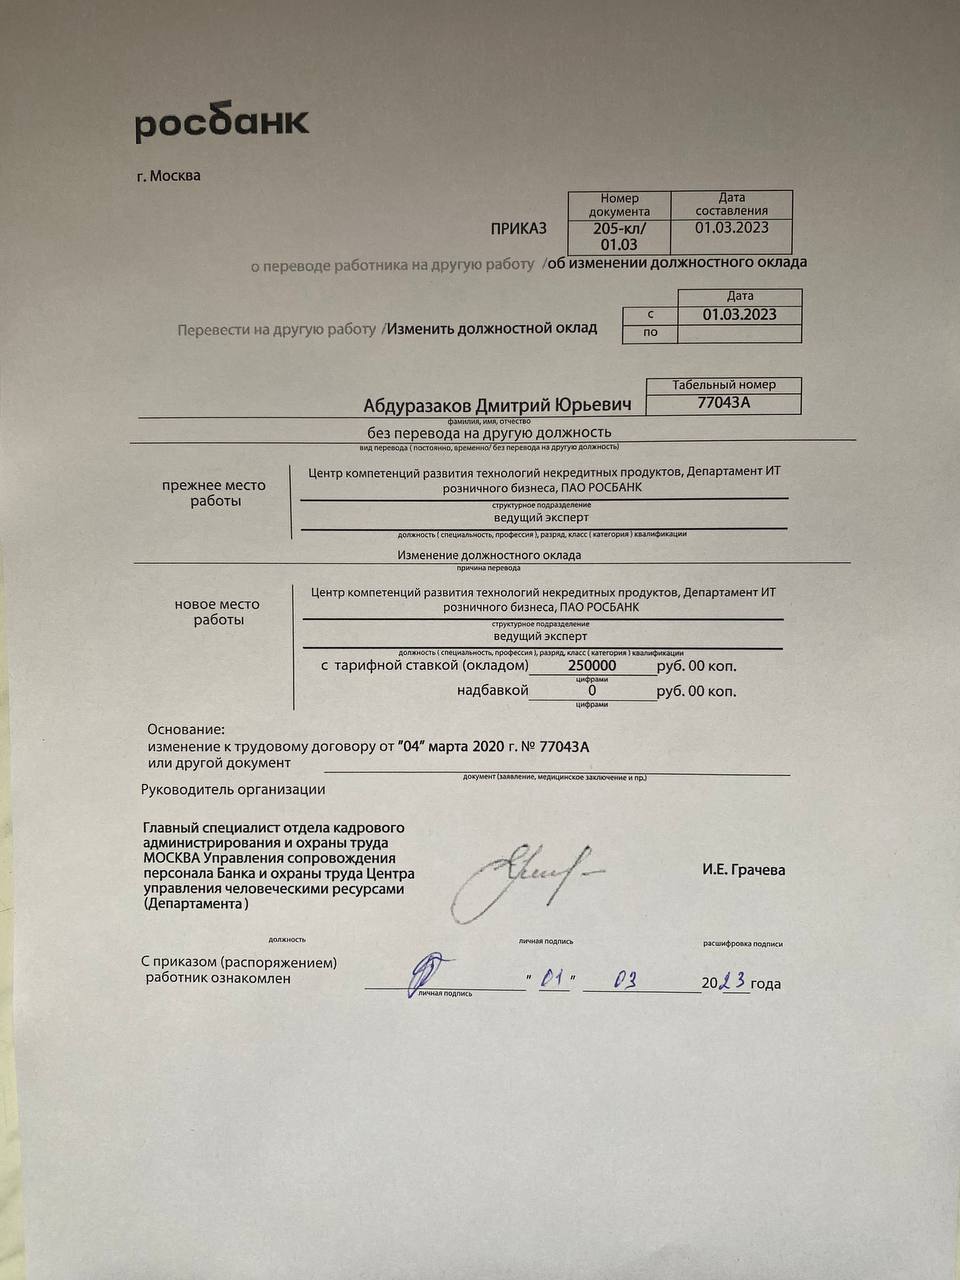 росбанк
г. Москва
Номер документа
Дата составления
ПРИКАЗ
205-кл/ 01.03
01.03.2023
о переводе работника на другую работу /об изменении должностного оклада
Дата
Перевести на другую работу /Изменить должностной оклад
с
01.03.2023
по
Табельный номер
Абдуразаков Дмитрий Юрьевич
77043А
фамилия, имя, отчество
без перевода на другую должность
вид перевода ( постоянно, временно/ без перевода на другую должность)
прежнее место работы
Центр компетенций развития технологий некредитных продуктов, Департамент ИТ
розничного бизнеса, ПАО РОСБАНК
структурное подразделение
ведущий эксперт
должность ( специальность, профессия ), разряд, класс ( категория ) квалификации
Изменение должностного оклада
причина перевода
новое место работы
Центр компетенций развития технологий некредитных продуктов, Департамент ИТ
розничного бизнеса, ПАО РОСБАНК
структурное подразделение
ведущий эксперт
должность ( специальность, профессия ), разряд, класс ( категория ) квалификации
с тарифной ставкой (окладом) 250000 руб. 00 коп.
цифрами
надбавкой 0 руб. 00 коп.
цифрами
Основание:
изменение к трудовому договору от "04" марта 2020 г. № 77043А
или другой документ
документ (заявление, медицинское заключение и пр.)
Руководитель организации
Главный специалист отдела кадрового
администрирования и охраны труда
МОСКВА Управления сопровождения
персонала Банка и охраны труда Центра
управления человеческими ресурсами
(Департамента )
И.Е. Грачева
должность
личная подпись
расшифровка подписи
С приказом (распоряжением)
работник ознакомлен
" 01 " 03 2023 года
личная подпись